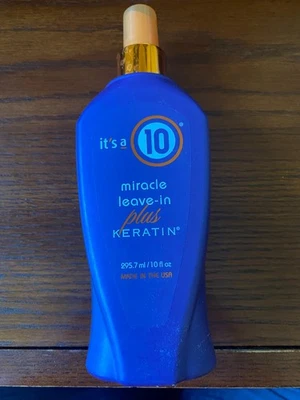 it's a 10
miracle
leave-in
plus
KERATIN®
295.7 ml / 10 fl oz
MADE IN THE USA